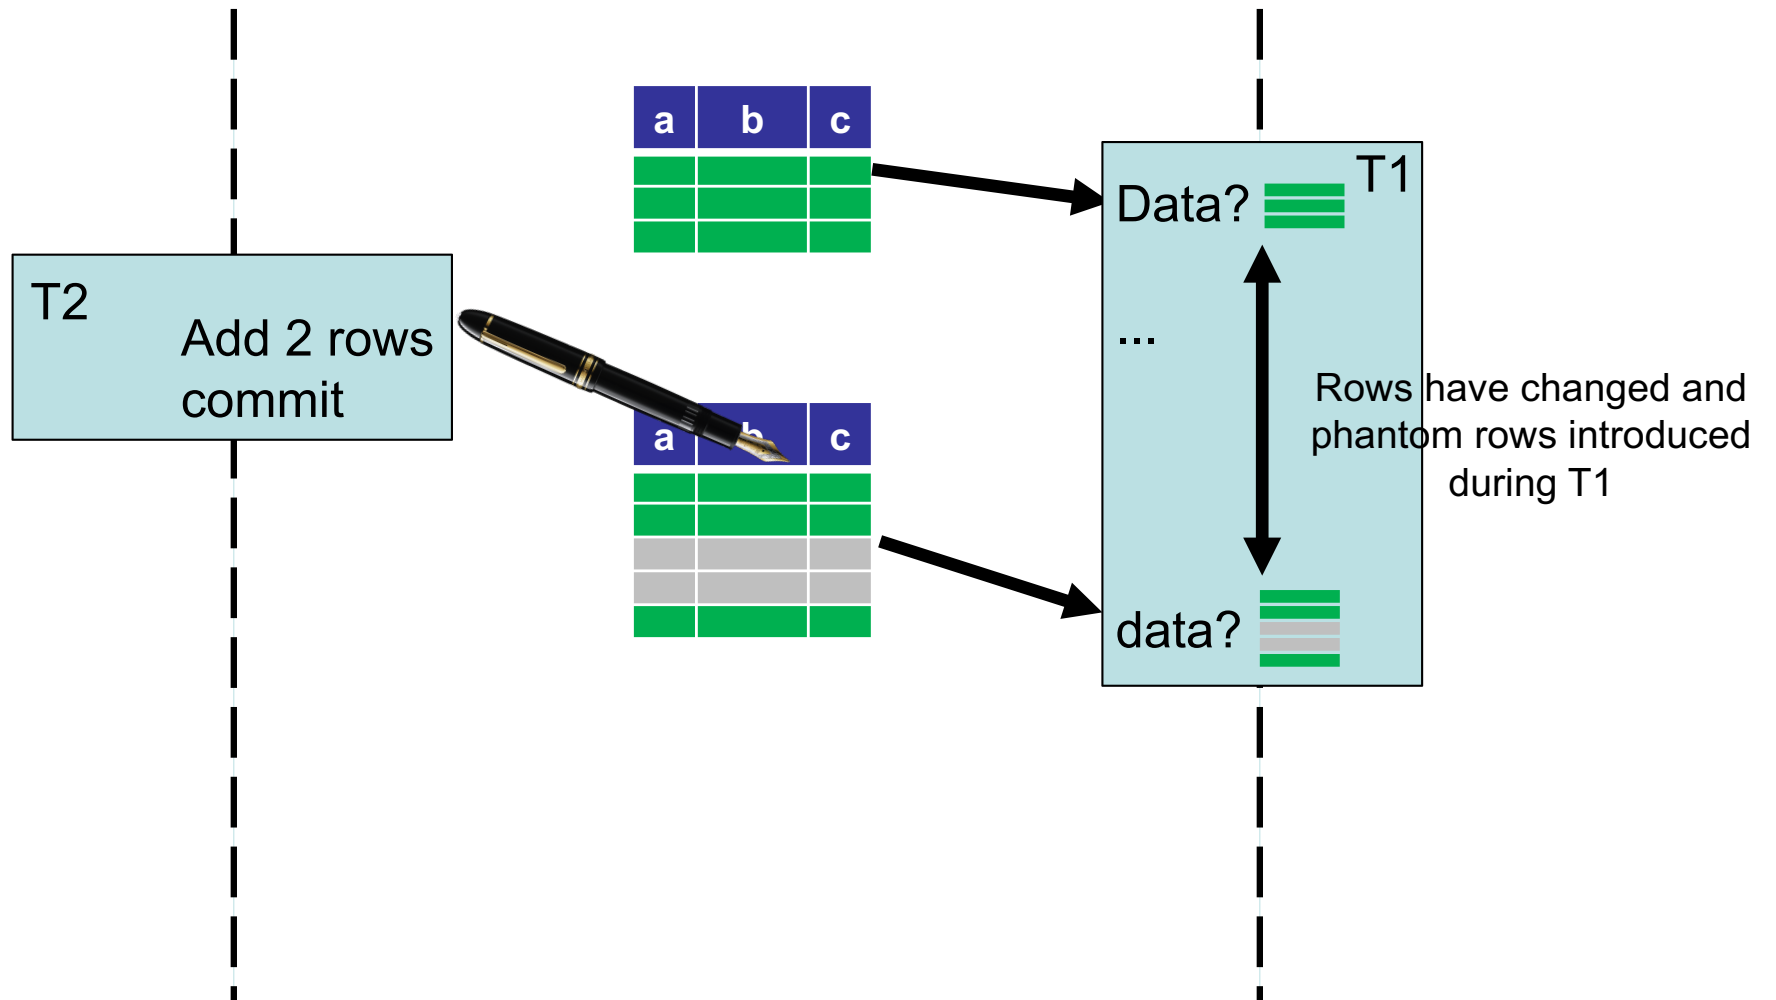 a b c
T1
Data?
T2
Add 2 rows
commit
...
Rows have changed and
phantom rows introduced
during T1
a b c
data?